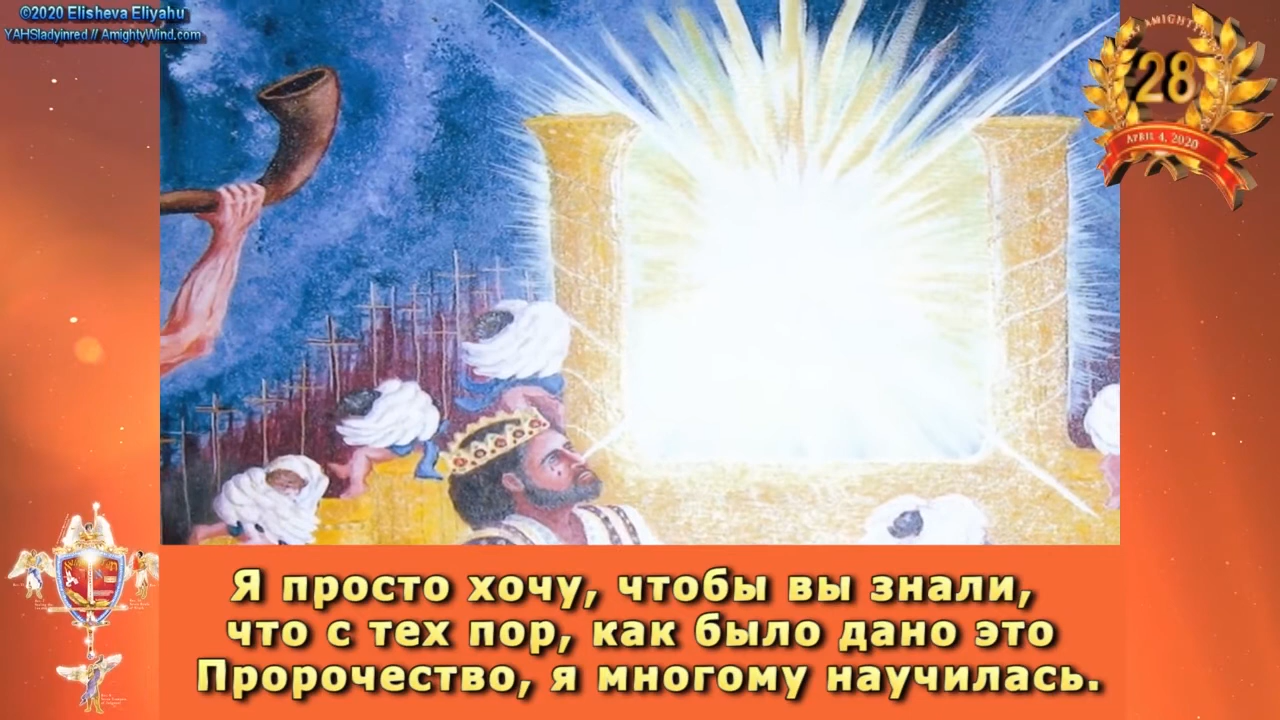 ©2020 Elisheva Eliyahu
YAHSladyinred // AmightyWind.com
28
APRIL 4, 2020
Я просто хочу, чтобы вы знали,
что с тех пор, как было дано это
Пророчество, я многому научилась.